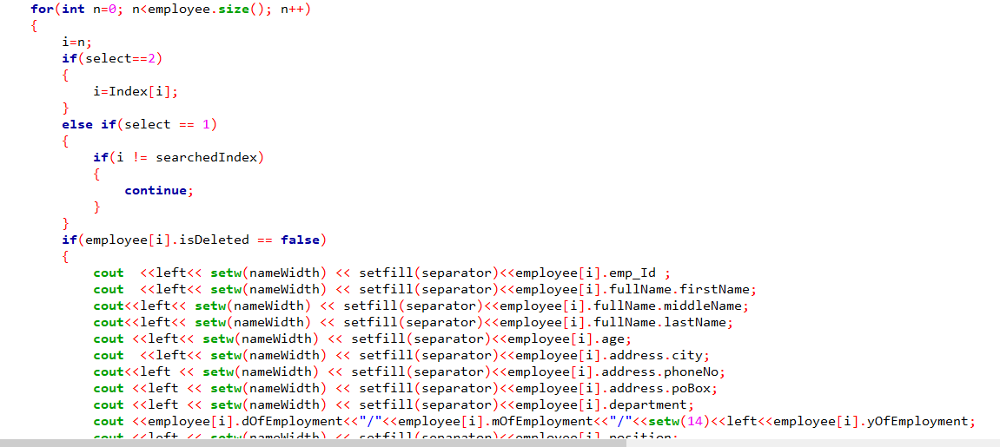 for(int n=0; n<employee.size(); n++)
{
i=n;
if(select==2)
{
i=Index[i];
}
else if(select == 1)
{
if(i != searchedIndex)
{
continue;
}
}
if(employee[i].isDeleted == false)
{
cout  <<left<< setw(nameWidth) << setfill(separator)<<employee[i].emp_Id ;
cout  <<left<< setw(nameWidth) << setfill(separator)<<employee[i].fullName.firstName;
cout<<left<< setw(nameWidth) << setfill(separator)<<employee[i].fullName.middleName;
cout<<left<< setw(nameWidth) << setfill(separator)<<employee[i].fullName.lastName;
cout <<left<< setw(nameWidth) << setfill(separator)<<employee[i].age;
cout  <<left<< setw(nameWidth) << setfill(separator)<<employee[i].address.city;
cout<<left << setw(nameWidth) << setfill(separator)<<employee[i].address.phoneNo;
cout <<left << setw(nameWidth) << setfill(separator)<<employee[i].address.poBox;
cout <<left << setw(nameWidth) << setfill(separator)<<employee[i].department;
cout <<employee[i].dOfEmployment<<"/"<<employee[i].mOfEmployment<<"/"<<setw(14)<<left<<employee[i].yOfEmployment;
cout <<left << setw(nameWidth) << setfill(separator)<<employee[i].position;